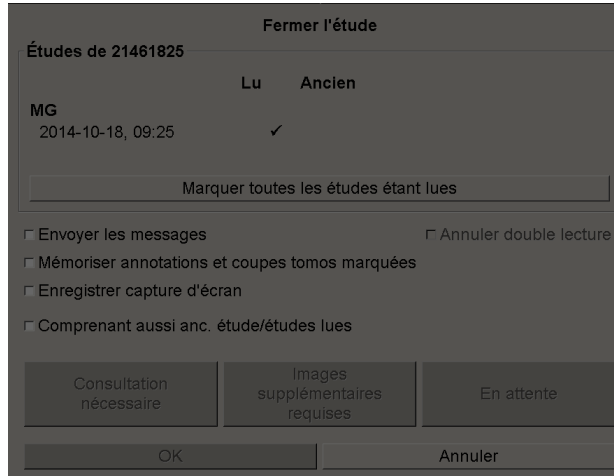 Fermer l'étude
Études de 21461825
Lu Ancien
MG
2014-10-18, 09:25 ✓
Marquer toutes les études étant lues
Envoyer les messages Annuler double lecture
Mémoriser annotations et coupes tomos marquées
Enregistrer capture d'écran
Comprenant aussi anc. étude/études lues
Consultation
nécessaire
Images
supplémentaires
requises
En attente
OK Annuler